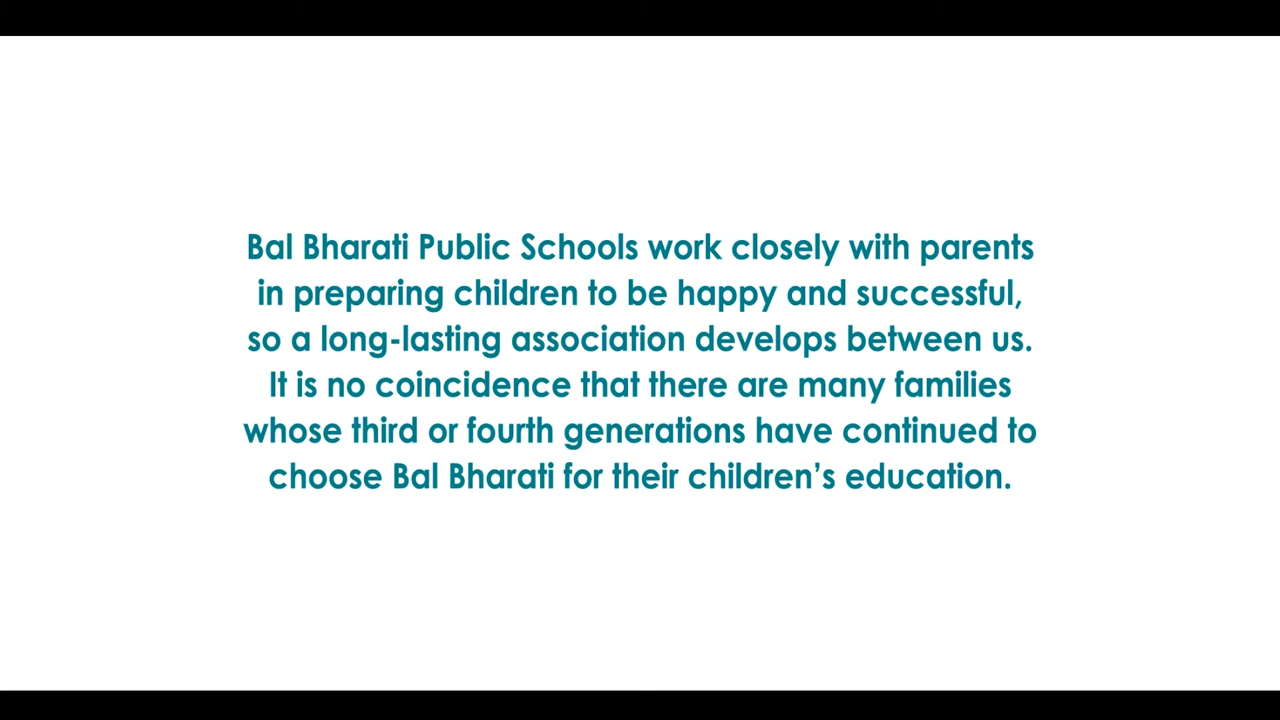 Bal Bharati Public Schools work closely with parents
in preparing children to be happy and successful,
so a long-lasting association develops between us.
It is no coincidence that there are many families
whose third or fourth generations have continued to
choose Bal Bharati for their children’s education.